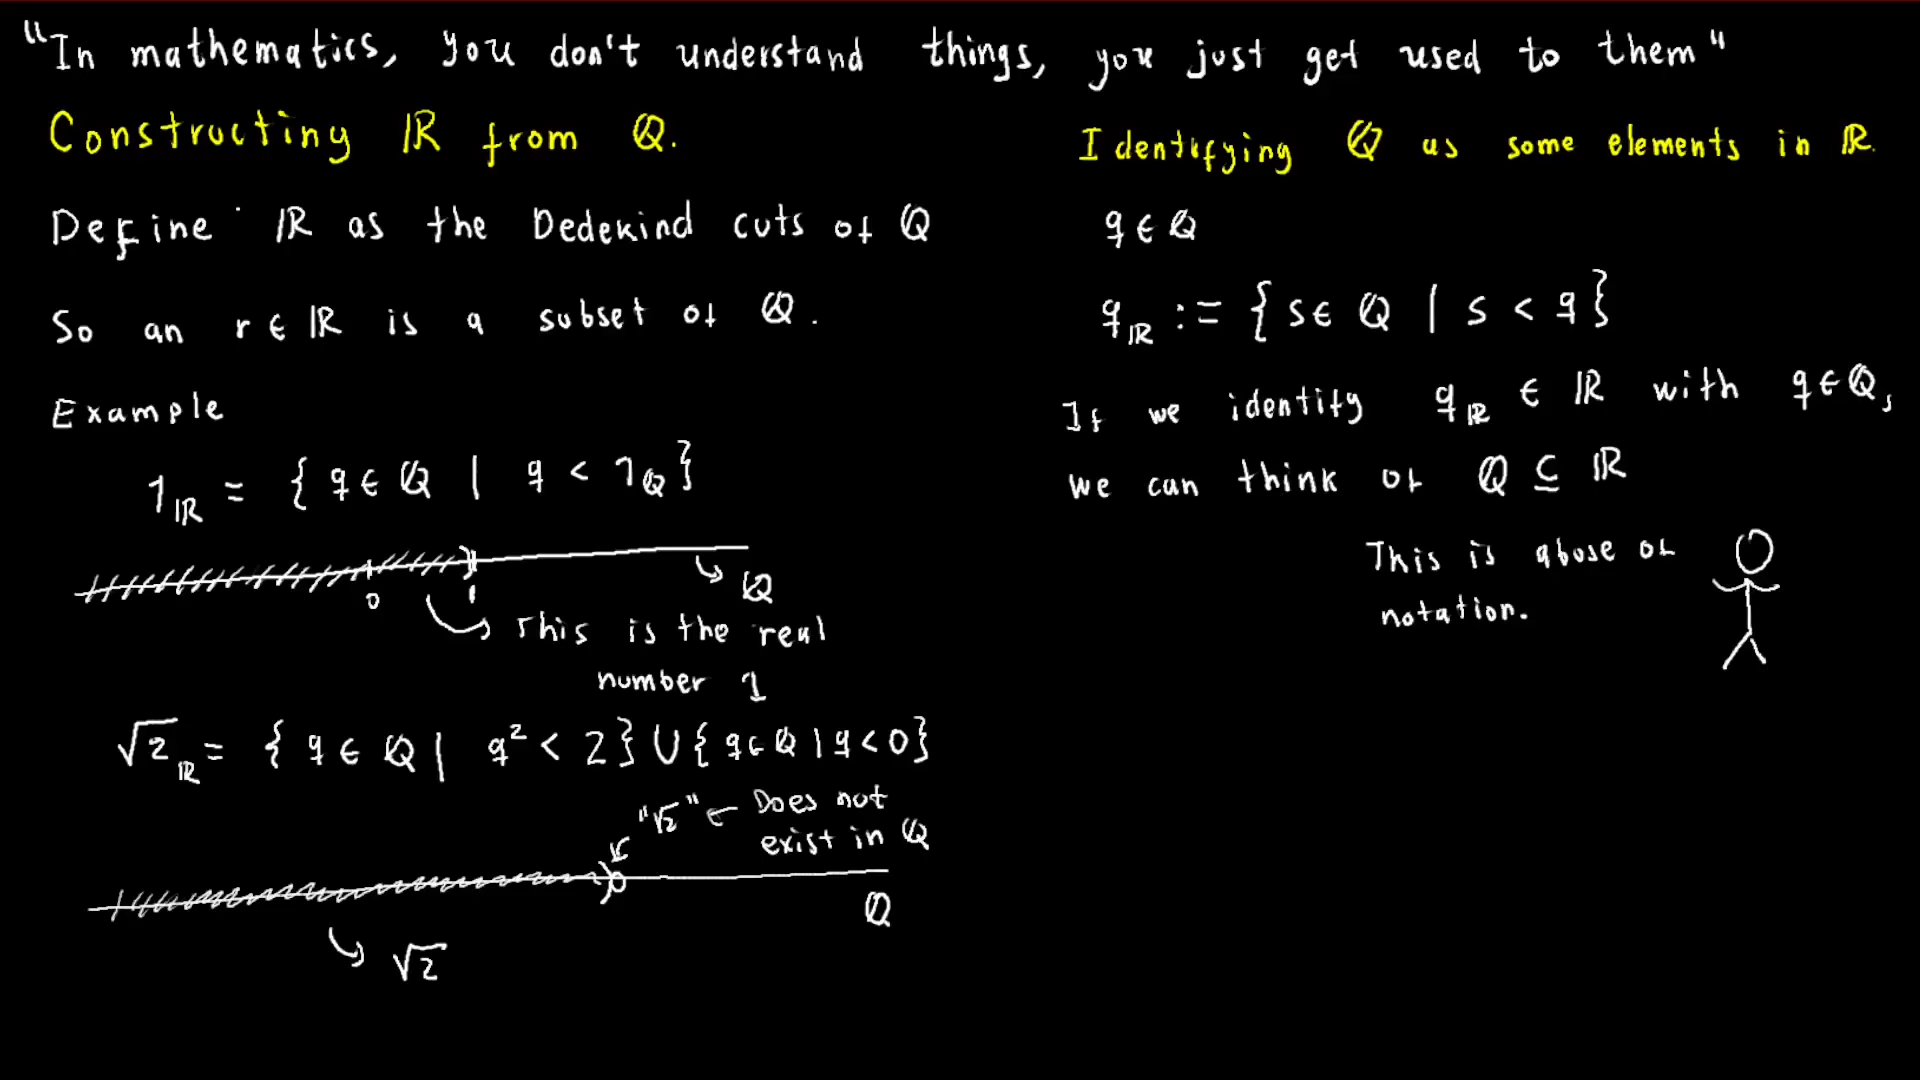 "In mathematics, you don't understand things, you just get used to them"
Constructing ℝ from ℚ.
Define ℝ as the Dedekind cuts of ℚ
So an r ∈ ℝ is a subset of ℚ.
Example
1_ℝ = { q ∈ ℚ | q < 1_ℚ }
0 1 ℚ
This is the real
number 1
√2_ℝ = { q ∈ ℚ | q² < 2 } ∪ { q ∈ ℚ | q < 0 }
"√2" ← Does not
exist in ℚ
ℚ
√2
Identifying ℚ as some elements in ℝ.
q ∈ ℚ
q_ℝ := { s ∈ ℚ | s < q }
If we identify q_ℝ ∈ ℝ with q ∈ ℚ,
we can think of ℚ ⊆ ℝ
This is abuse of
notation.